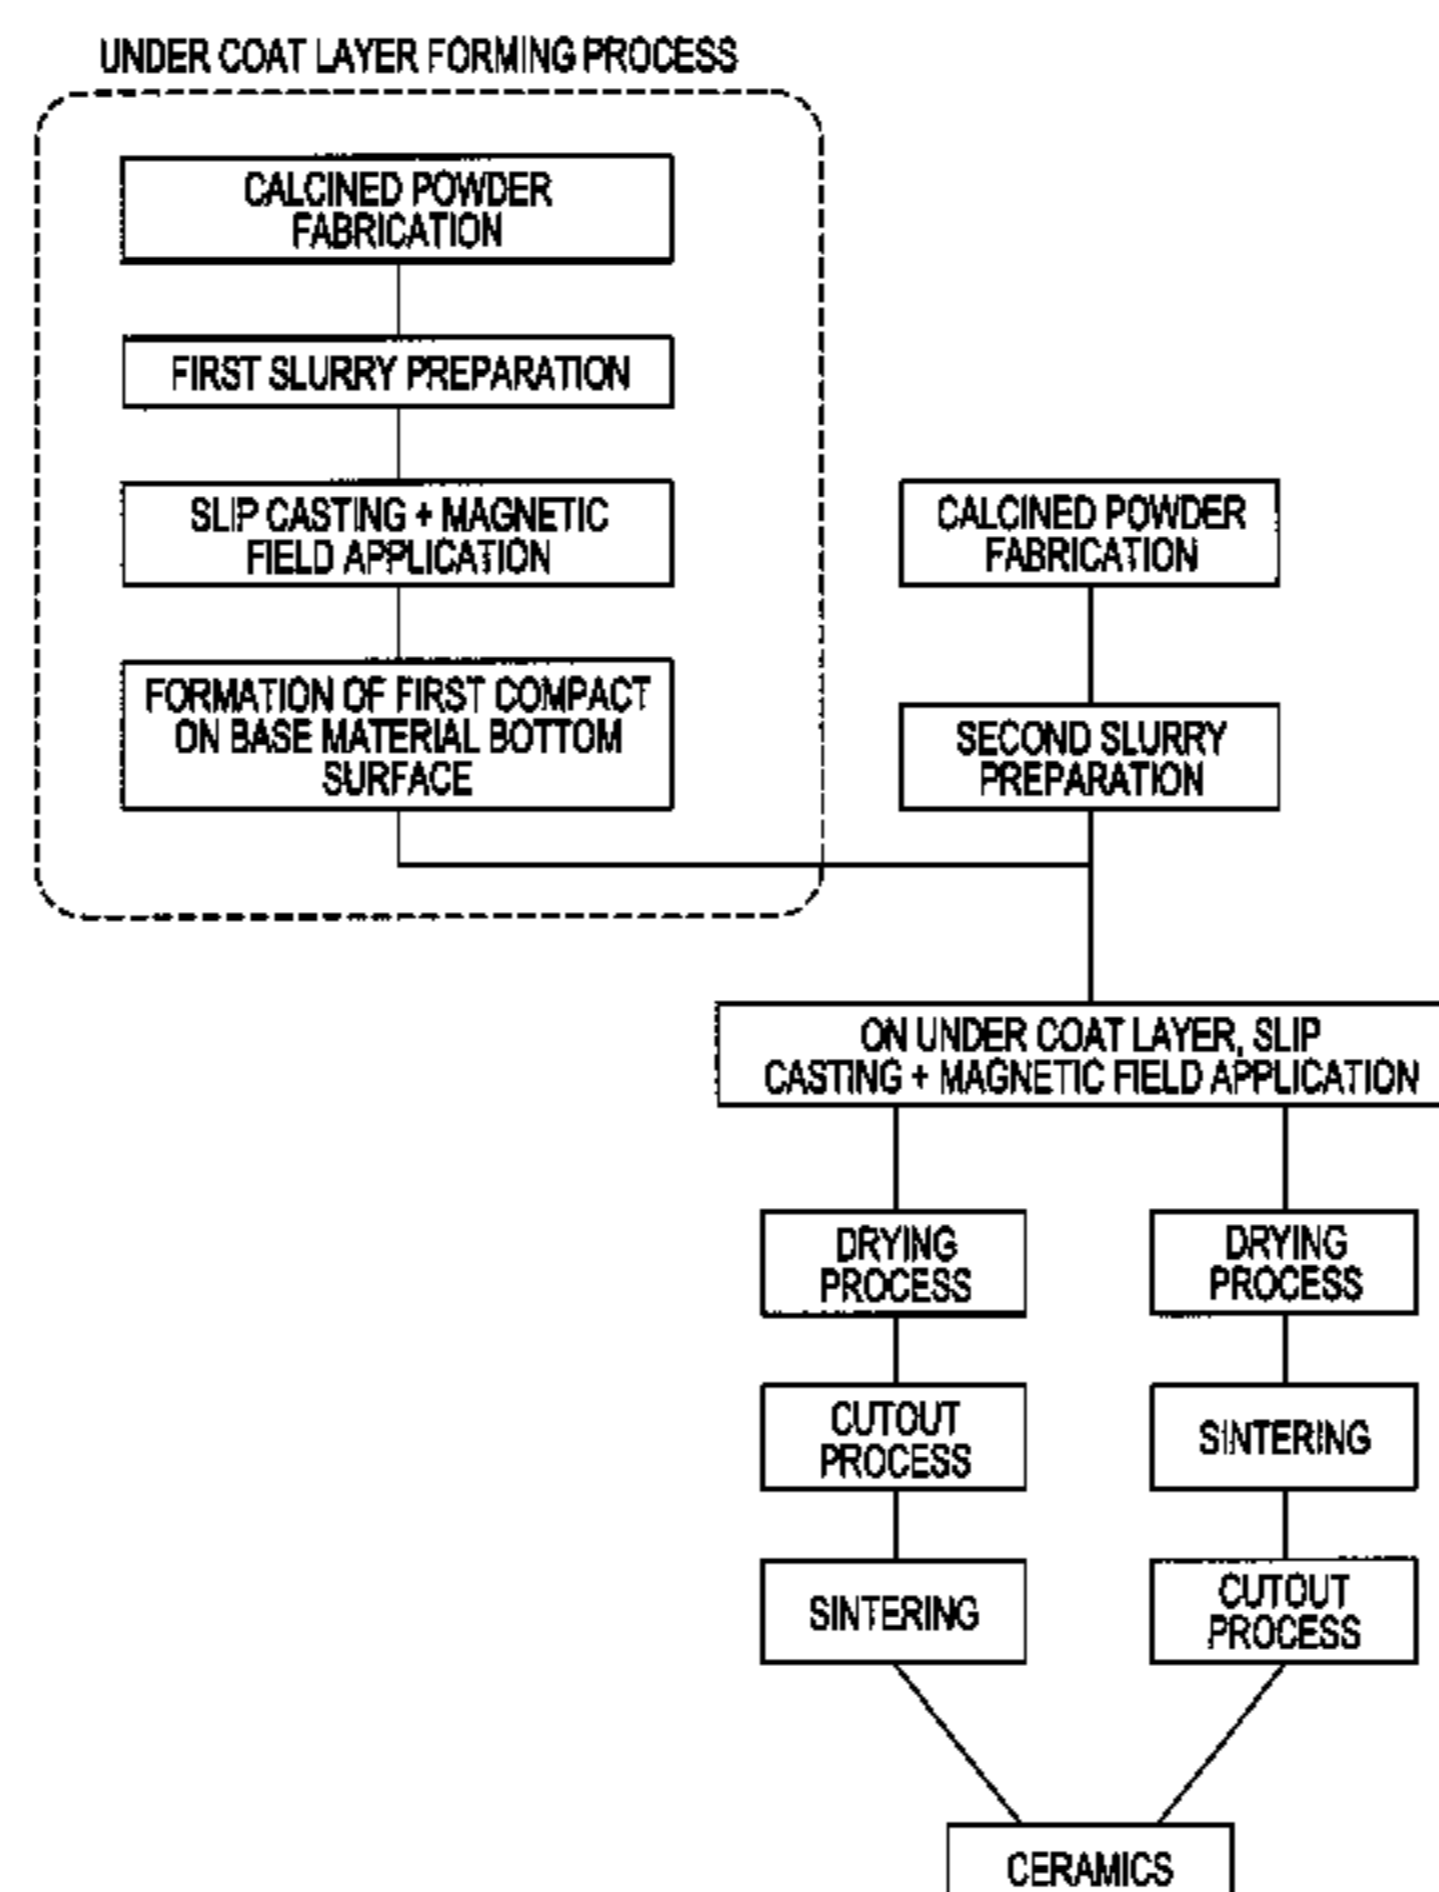 UNDER COAT LAYER FORMING PROCESS
CALCINED POWDER
FABRICATION
FIRST SLURRY PREPARATION
SLIP CASTING + MAGNETIC
FIELD APPLICATION
FORMATION OF FIRST COMPACT
ON BASE MATERIAL BOTTOM
SURFACE
CALCINED POWDER
FABRICATION
SECOND SLURRY
PREPARATION
ON UNDER COAT LAYER, SLIP
CASTING + MAGNETIC FIELD APPLICATION
DRYING
PROCESS
CUTOUT
PROCESS
SINTERING
DRYING
PROCESS
SINTERING
CUTOUT
PROCESS
CERAMICS